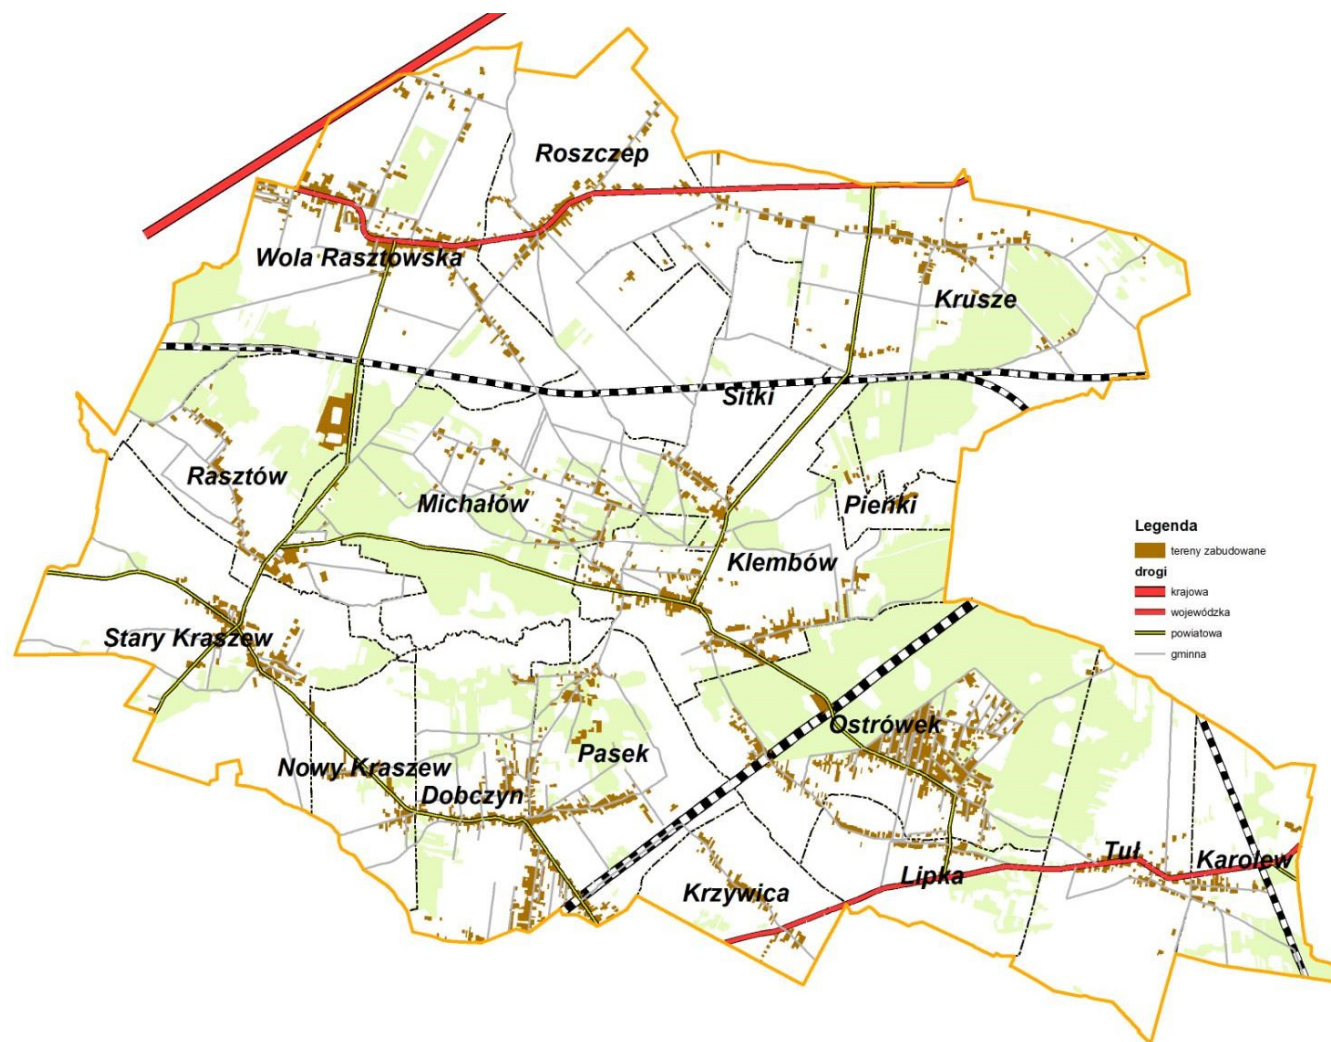 Roszczep
Wola Rasztowska
Krusze
Sitki
Rasztów
Michałów
Pieńki
Klembów
Stary Kraszew
Ostrówek
Pasek
Nowy Kraszew
Dobczyn
Krzywica
Lipka
Tuł
Karolew
Legenda
tereny zabudowane
drogi
krajowa
wojewódzka
powiatowa
gminna